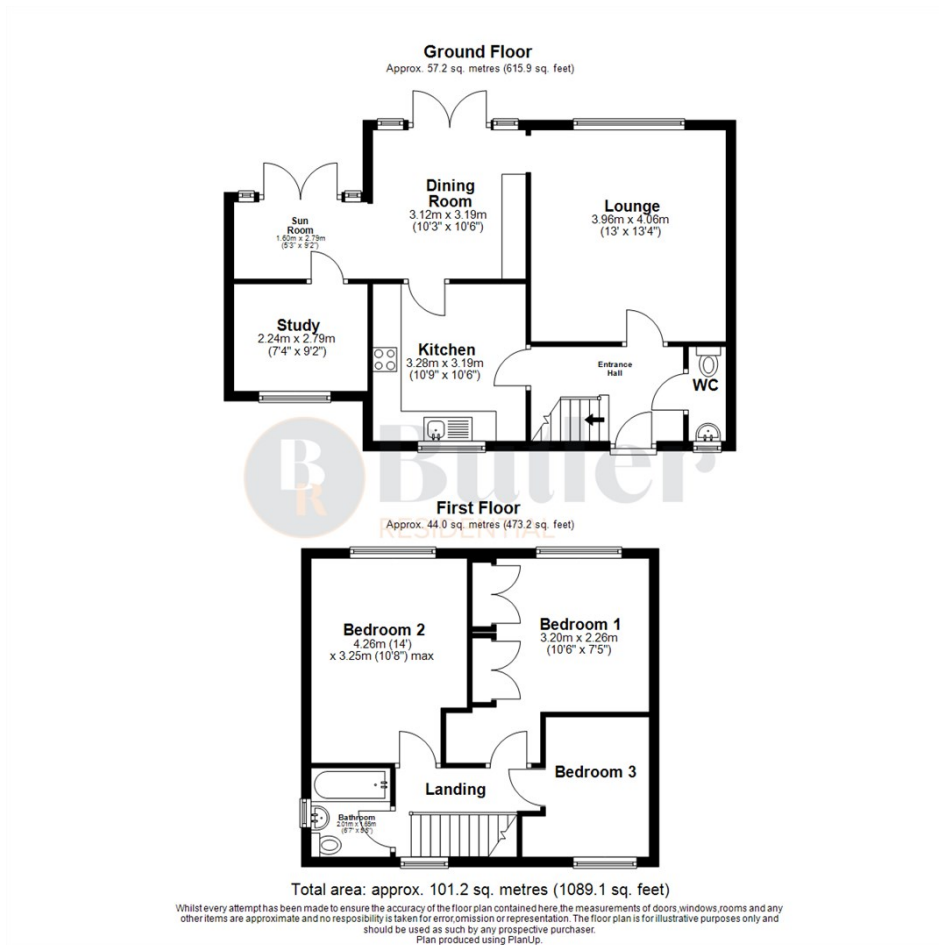 Ground Floor
Approx. 57.2 sq. metres (615.9 sq. feet)
Dining
Room
3.12m x 3.19m
(10'3" x 10'6")
Lounge
3.96m x 4.06m
(13' x 13'4")
Sun
Room
1.60m x 2.79m
(5'3" x 9'2")
Study
2.24m x 2.79m
(7'4" x 9'2")
Kitchen
3.28m x 3.19m
(10'9" x 10'6")
Entrance
Hall
WC
B
R
Butler
RESIDENTIAL
First Floor
Approx. 44.0 sq. metres (473.2 sq. feet)
Bedroom 2
4.26m (14')
x 3.25m (10'8") max
Bedroom 1
3.20m x 2.26m
(10'6" x 7'5")
Bedroom 3
Landing
Bathroom
2.01m x 1.65m
(6'7" x 5'5")
Total area: approx. 101.2 sq. metres (1089.1 sq. feet)
Whilst every attempt has been made to ensure the accuracy of the floor plan contained here, the measurements of doors,windows,rooms and any
other items are approximate and no resposibility is taken for error,omission or representation. The floor plan is for illustrative purposes only and
should be used as such by any prospective purchaser.
Plan produced using PlanUp.